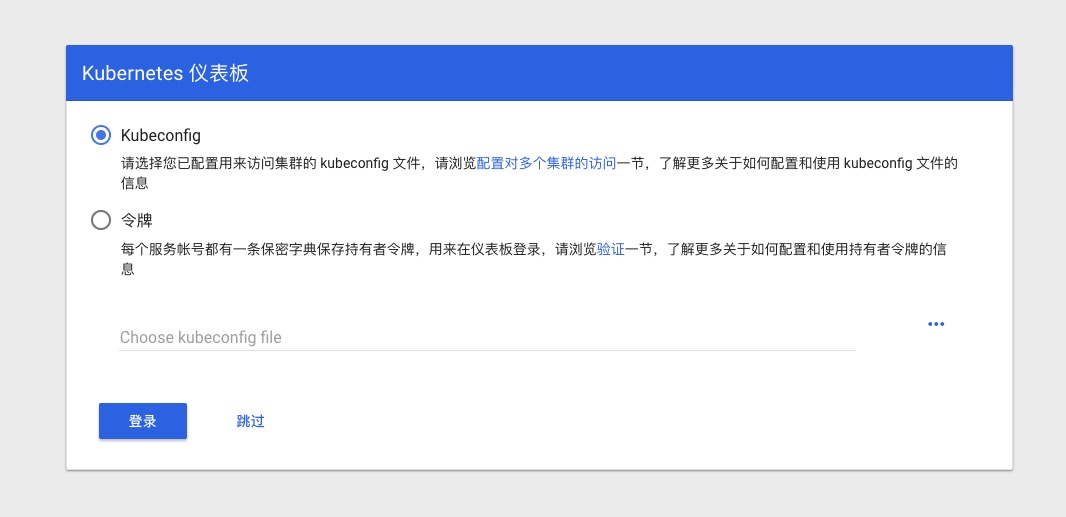 Kubernetes 仪表板
Kubeconfig
请选择您已配置用来访问集群的 kubeconfig 文件，请浏览配置对多个集群的访问一节，了解更多关于如何配置和使用 kubeconfig 文件的
信息
令牌
每个服务帐号都有一条保密字典保存持有者令牌，用来在仪表板登录，请浏览验证一节，了解更多关于如何配置和使用持有者令牌的信
息
Choose kubeconfig file
登录 跳过